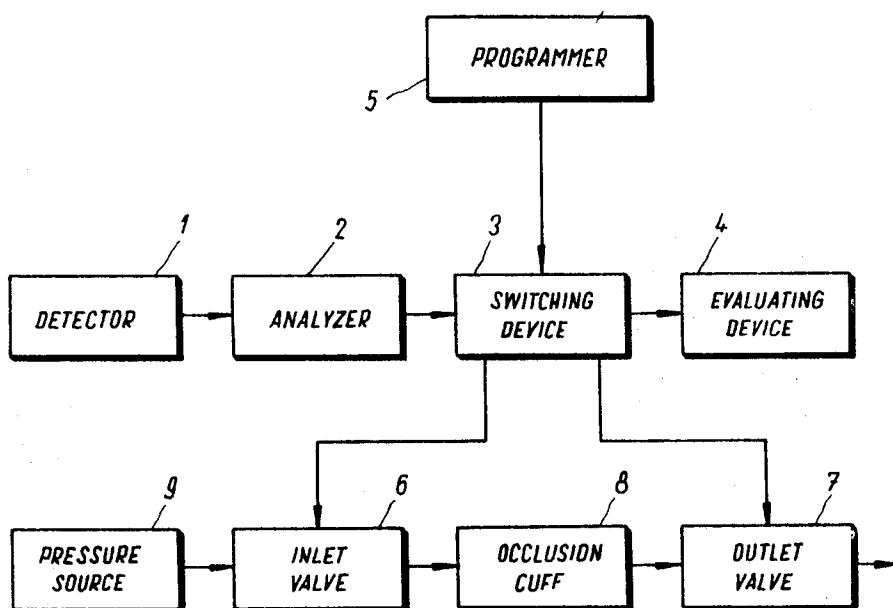 PROGRAMMER
5
1
2
3
4
DETECTOR
ANALYZER
SWITCHING
DEVICE
EVALUATING
DEVICE
9
6
8
7
PRESSURE
SOURCE
INLET
VALVE
OCCLUSION
CUFF
OUTLET
VALVE